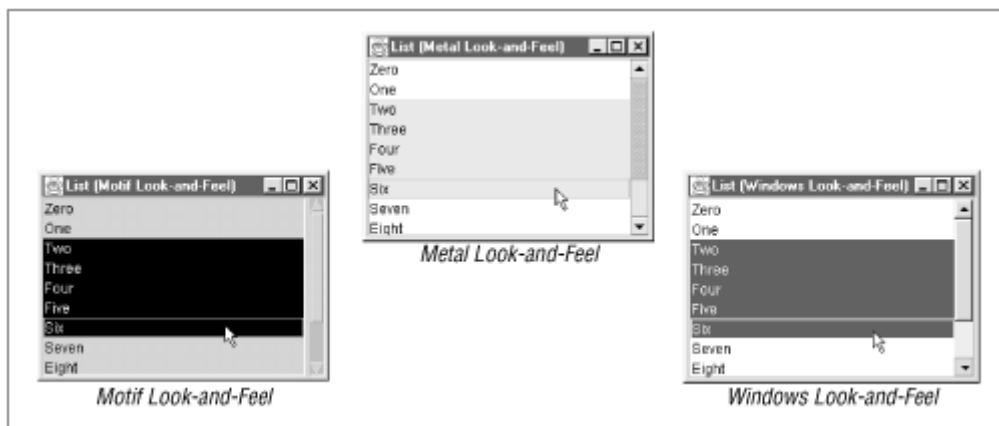 List (Metal Look-and-Feel)
Zero
One
Two
Three
Four
Five
Six
Seven
Eight
Metal Look-and-Feel
List (Motif Look-and-Feel)
Zero
One
Two
Three
Four
Five
Six
Seven
Eight
Motif Look-and-Feel
List (Windows Look-and-Feel)
Zero
One
Two
Three
Four
Five
Six
Seven
Eight
Windows Look-and-Feel